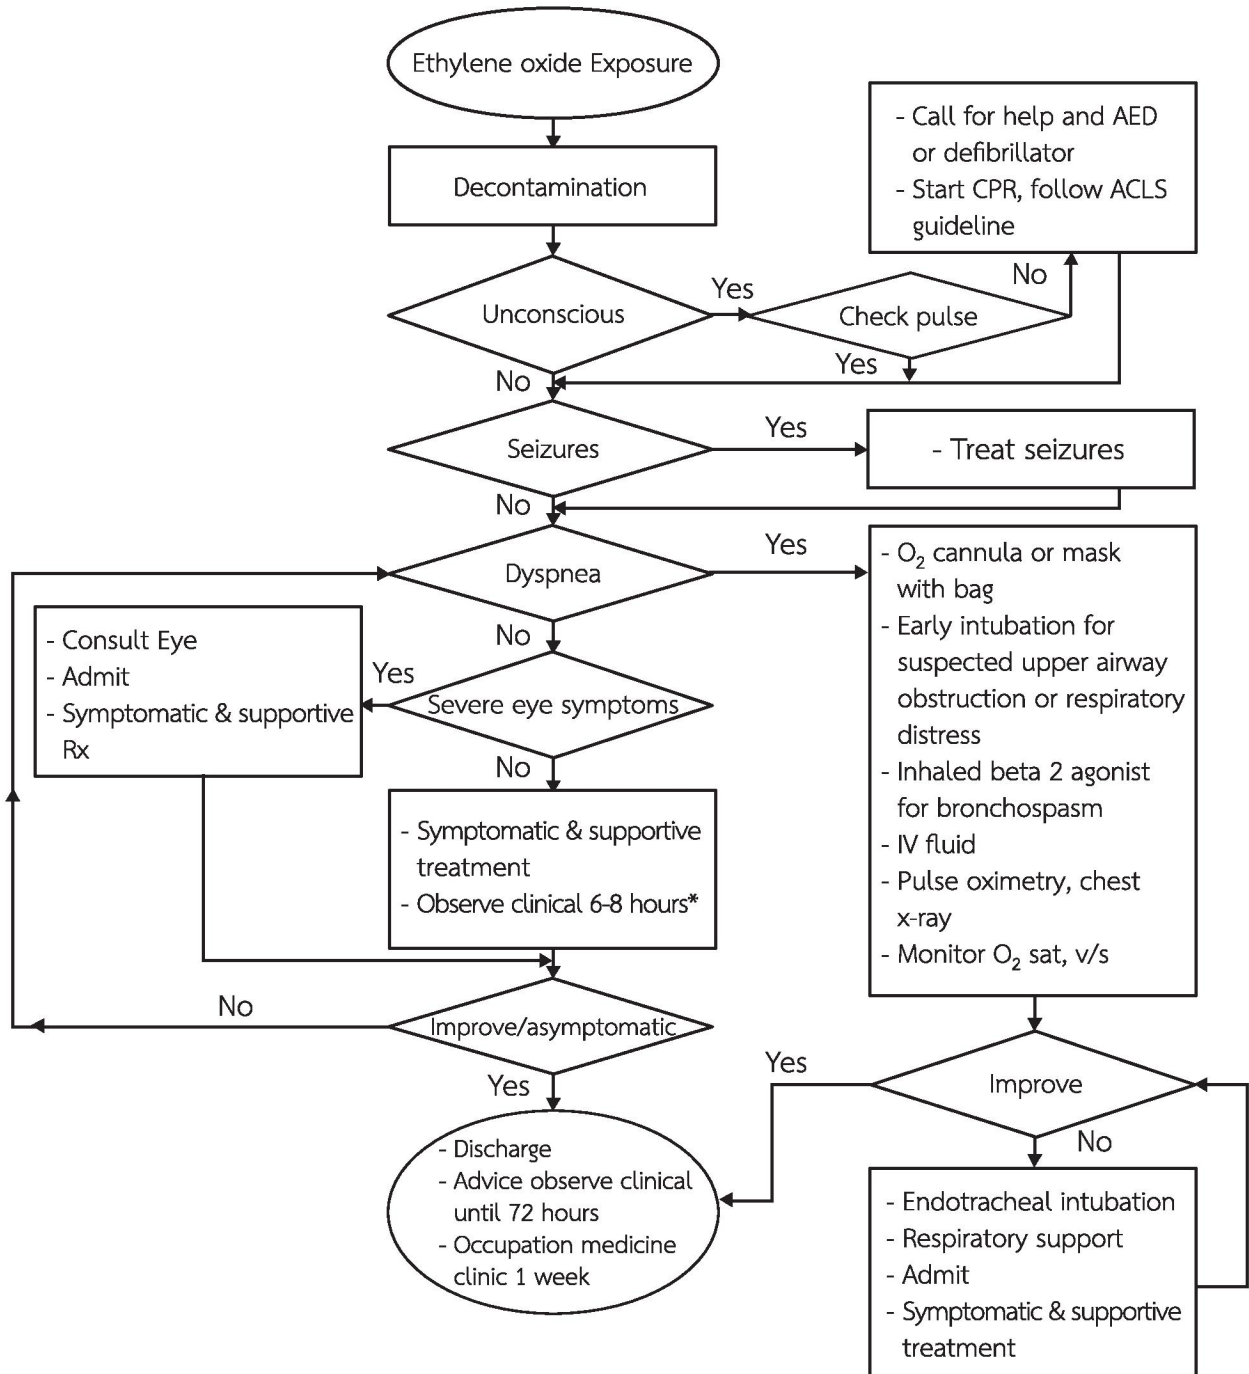 Ethylene oxide Exposure
Decontamination
- Call for help and AED
or defibrillator
- Start CPR, follow ACLS
guideline
Unconscious
Yes
Check pulse
No
Yes
No
Seizures
Yes
- Treat seizures
No
Dyspnea
Yes
- O₂ cannula or mask
with bag
- Early intubation for
suspected upper airway
obstruction or respiratory
distress
- Inhaled beta 2 agonist
for bronchospasm
- IV fluid
- Pulse oximetry, chest
x-ray
- Monitor O₂ sat, v/s
No
Severe eye symptoms
Yes
- Consult Eye
- Admit
- Symptomatic & supportive
Rx
No
- Symptomatic & supportive
treatment
- Observe clinical 6-8 hours*
Improve/asymptomatic
No
Yes
- Discharge
- Advice observe clinical
until 72 hours
- Occupation medicine
clinic 1 week
Improve
Yes
No
- Endotracheal intubation
- Respiratory support
- Admit
- Symptomatic & supportive
treatment